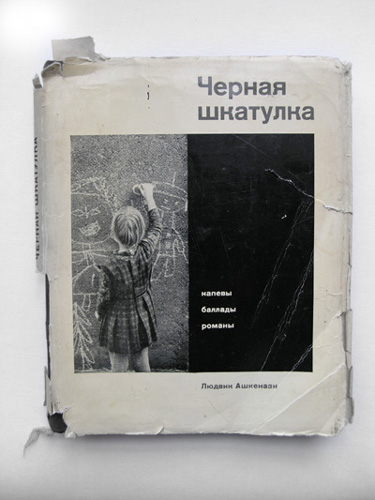 Черная
шкатулка
напевы
баллады
романы
Людвик Ашкенази
ЧЕРНАЯ ШКАТУЛКА